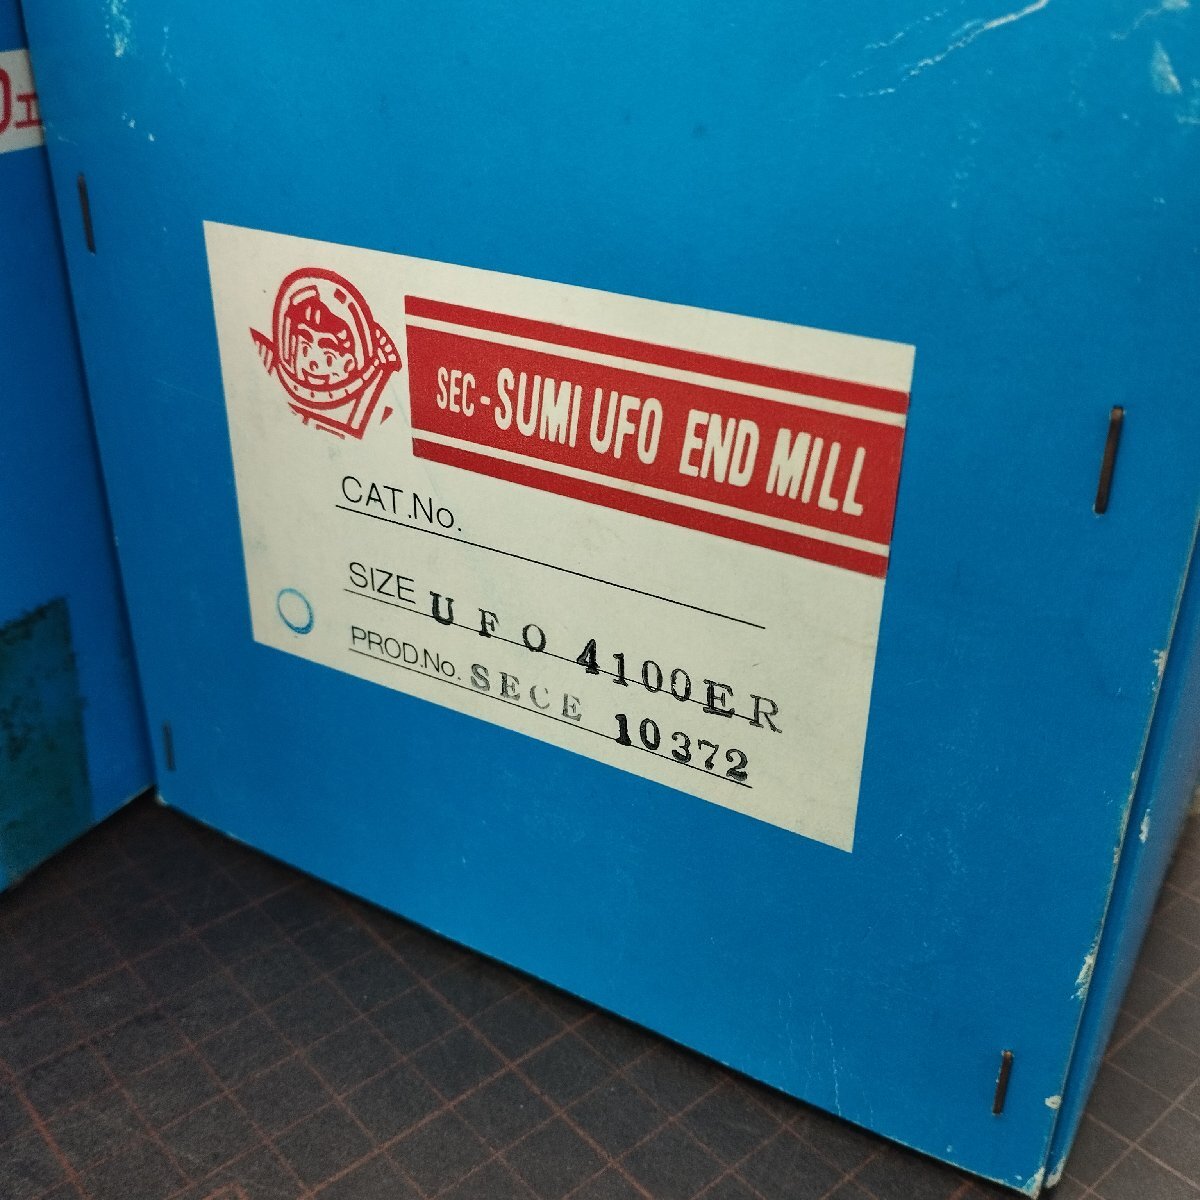 SEC-SUMI UFO END MILL
CAT.No.
SIZE UFO 4100ER
PROD.No. SECE 10372